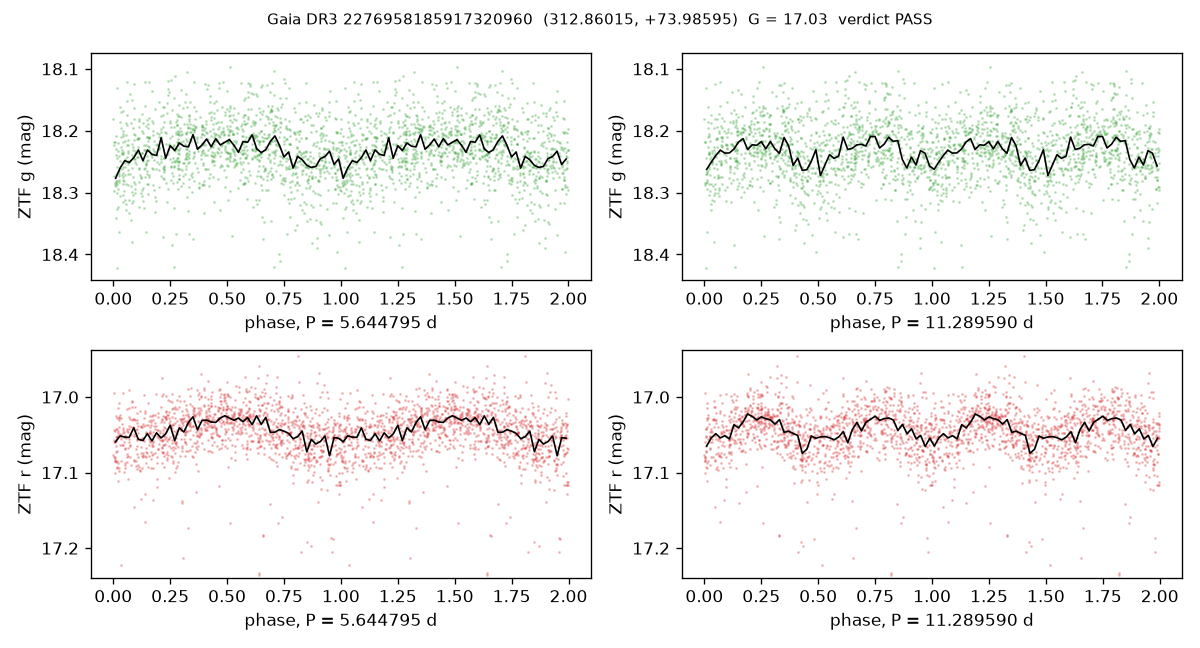 Gaia DR3 2276958185917320960 (312.86015, +73.98595) G = 17.03 verdict PASS
18.1
18.2
18.3
18.4
ZTF g (mag)
0.00 0.25 0.50 0.75 1.00 1.25 1.50 1.75 2.00
phase, P = 5.644795 d
18.1
18.2
18.3
18.4
ZTF g (mag)
0.00 0.25 0.50 0.75 1.00 1.25 1.50 1.75 2.00
phase, P = 11.289590 d
17.0
17.1
17.2
ZTF r (mag)
0.00 0.25 0.50 0.75 1.00 1.25 1.50 1.75 2.00
phase, P = 5.644795 d
17.0
17.1
17.2
ZTF r (mag)
0.00 0.25 0.50 0.75 1.00 1.25 1.50 1.75 2.00
phase, P = 11.289590 d